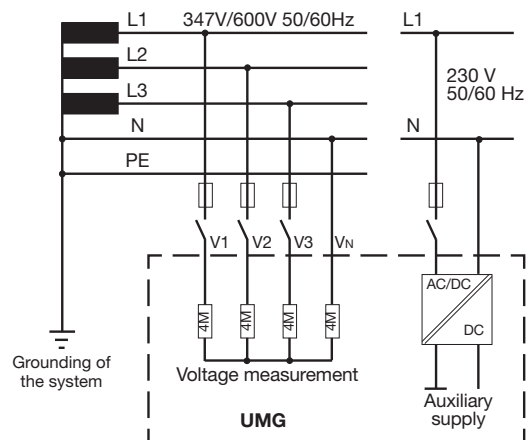 L1
347V/600V 50/60Hz
L1
L2
L3
230 V
50/60 Hz
N
N
PE
V1
V2
V3
VN
AC/DC
DC
4M
4M
4M
4M
Grounding of
the system
Voltage measurement
Auxiliary
supply
UMG